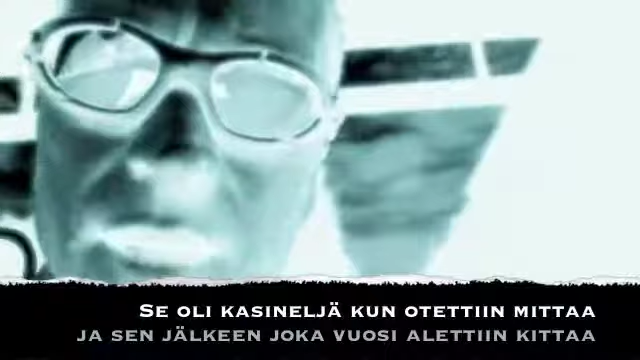 Se oli kasineljä kun otettiin mittaa
ja sen jälkeen joka vuosi alettiin kittaa